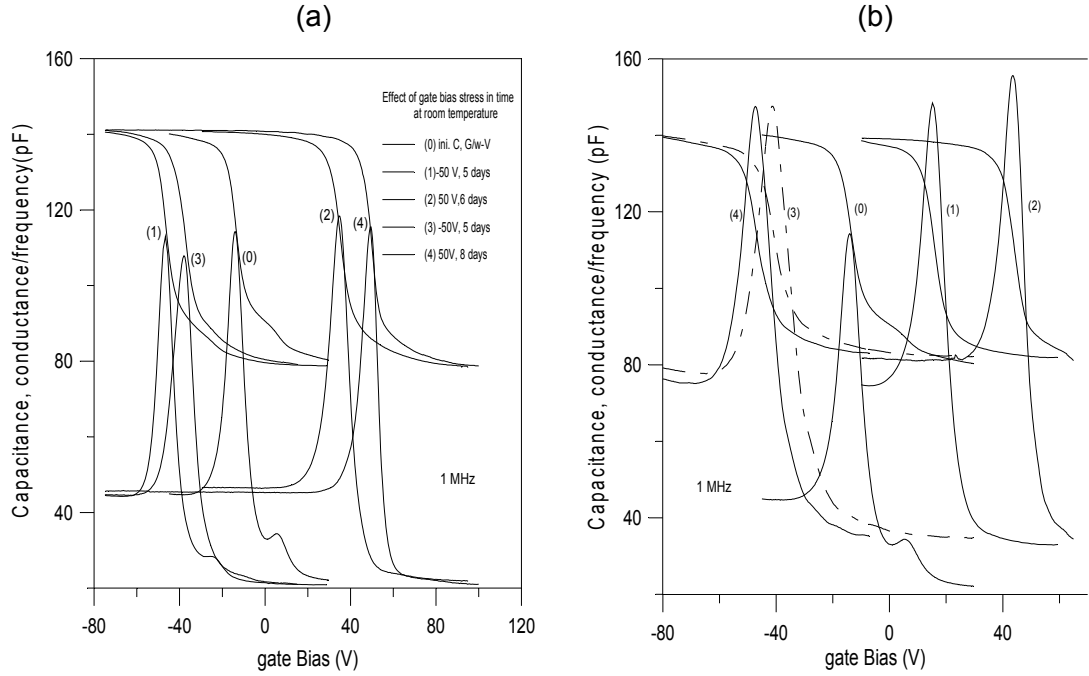 (a)
160
120
80
40
Capacitance, conductance/frequency(pF)
Effect of gate bias stress in time
at room temperature
(0) ini. C, G/w-V
(1)-50 V, 5 days
(2) 50 V,6 days
(3) -50V, 5 days
(4) 50V, 8 days
(1)
(3)
(0)
(2)
(4)
1 MHz
-80
-40
0
40
80
120
gate Bias (V)
(b)
160
120
80
40
Capacitance, conductance/frequency (pF)
(4)
(3)
(0)
(1)
(2)
1 MHz
-80
-40
0
40
gate Bias (V)